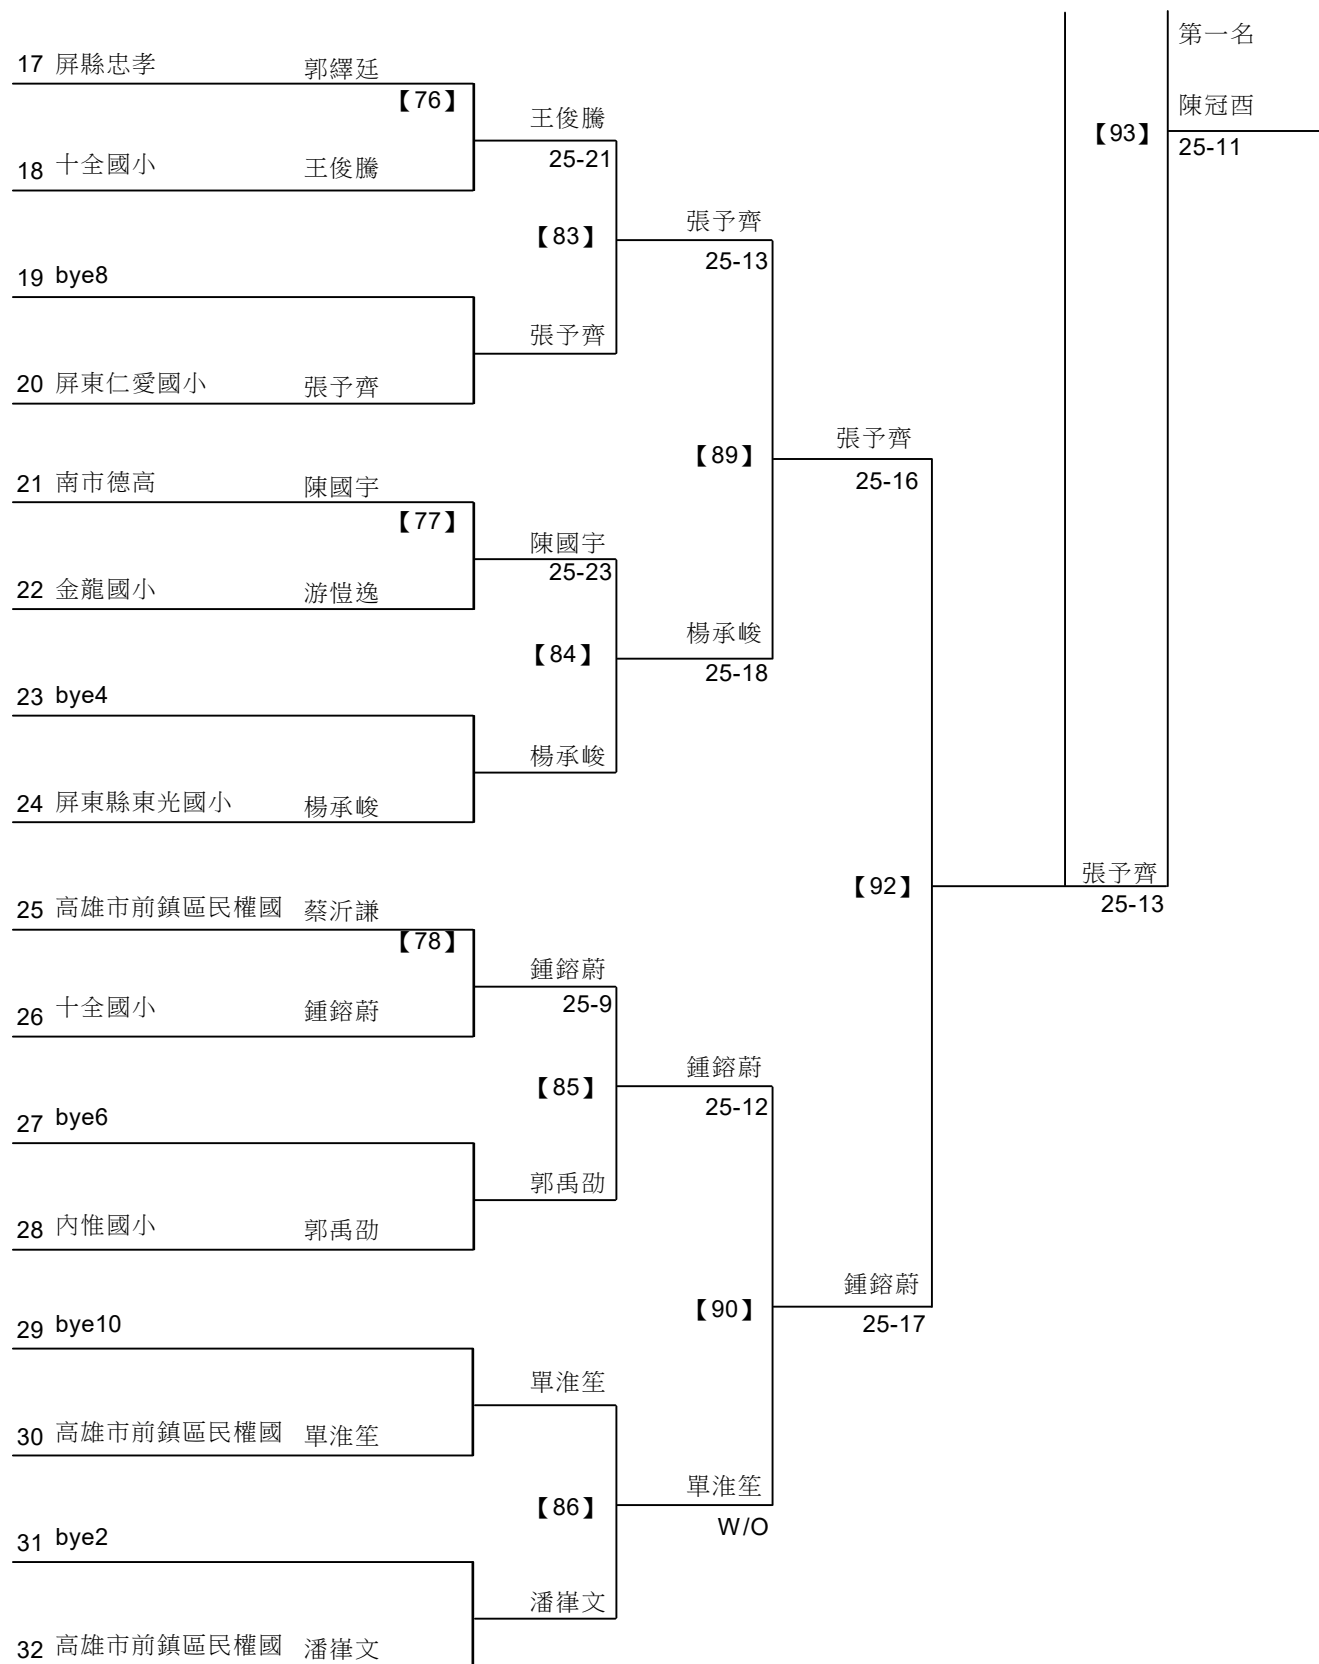 第一名
17 屏縣忠孝 郭繹廷
【76】
陳冠酉
王俊騰
【93】
25-11
25-21
18 十全國小 王俊騰
張予齊
【83】
25-13
19 bye8
張予齊
20 屏東仁愛國小 張予齊
張予齊
【89】
25-16
21 南市德高 陳國宇
【77】
陳國宇
25-23
22 金龍國小 游愷逸
楊承峻
【84】
25-18
23 bye4
楊承峻
24 屏東縣東光國小 楊承峻
張予齊
【92】
25-13
25 高雄市前鎮區民權國 蔡沂謙
【78】
鍾鎔蔚
25-9
26 十全國小 鍾鎔蔚
鍾鎔蔚
【85】
25-12
27 bye6
郭禹劭
28 內惟國小 郭禹劭
鍾鎔蔚
【90】
25-17
29 bye10
單淮笙
30 高雄市前鎮區民權國 單淮笙
單淮笙
【86】
W/O
31 bye2
潘嵂文
32 高雄市前鎮區民權國 潘嵂文